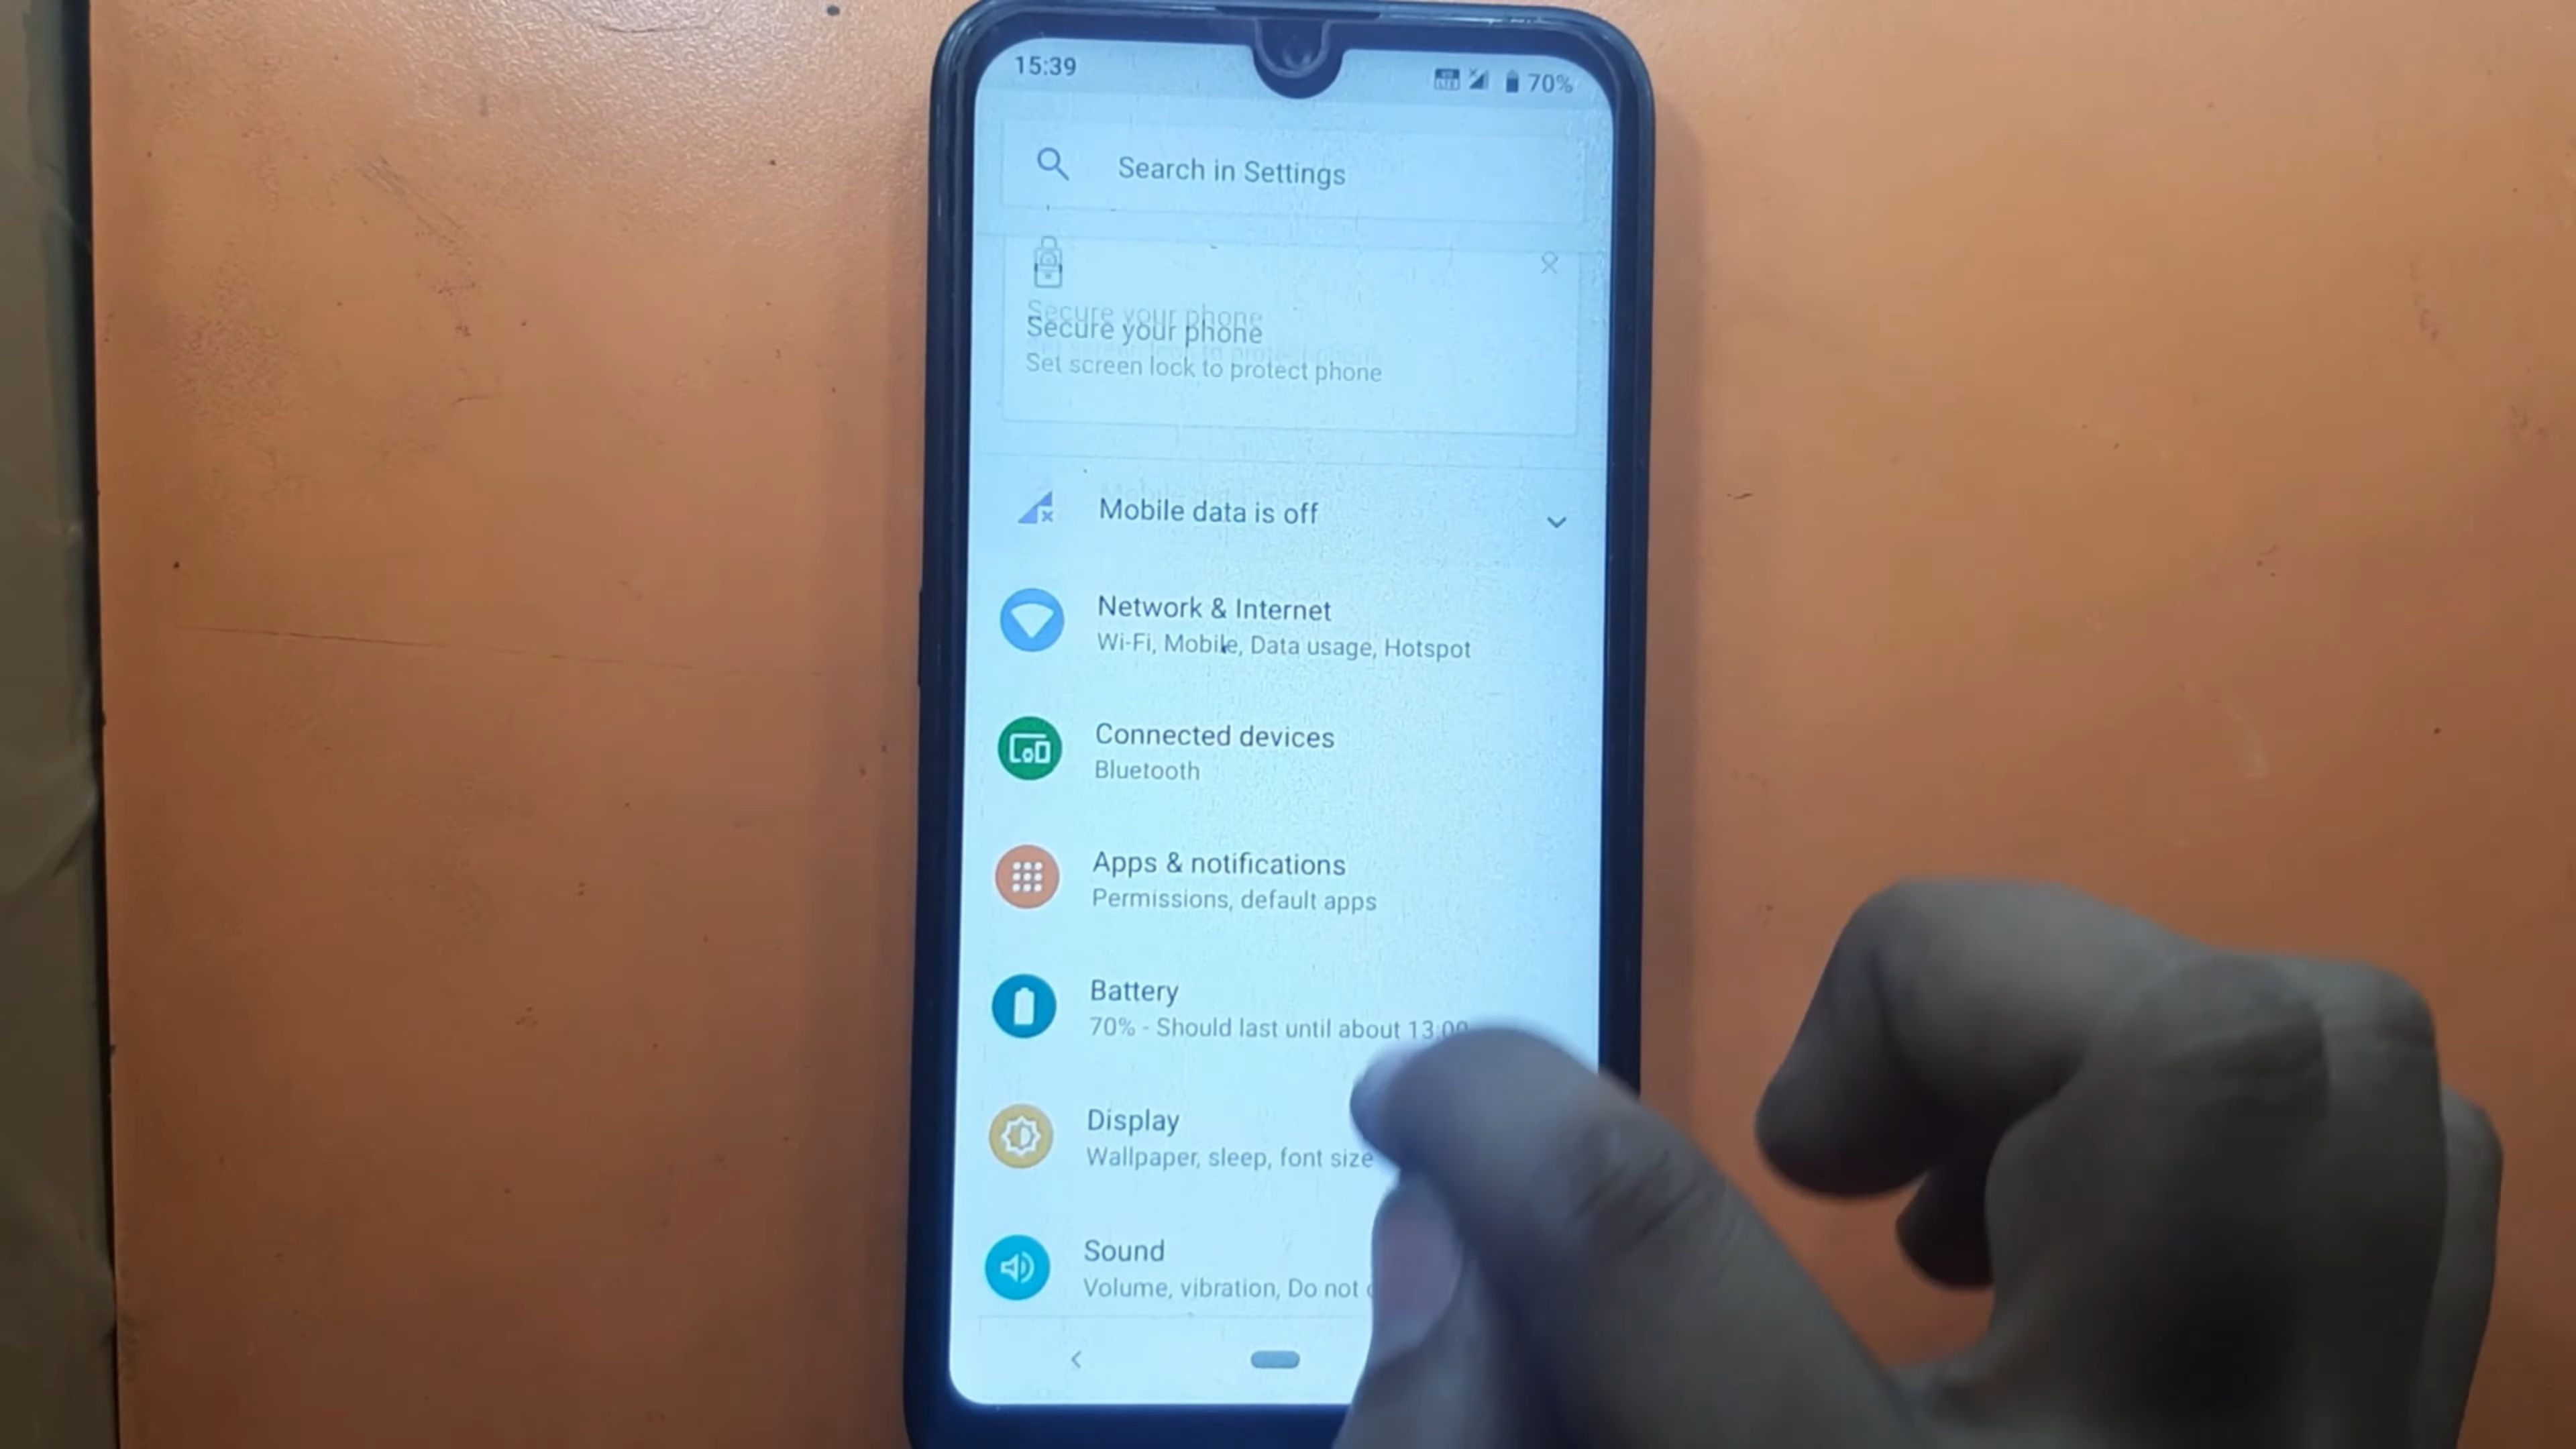 15:39
70%
Search in Settings
Secure your phone
Set screen lock to protect phone
Mobile data is off
Network & Internet
Wi-Fi, Mobile, Data usage, Hotspot
Connected devices
Bluetooth
Apps & notifications
Permissions, default apps
Battery
70% - Should last until about 13:00
Display
Wallpaper, sleep, font size
Sound
Volume, vibration, Do not